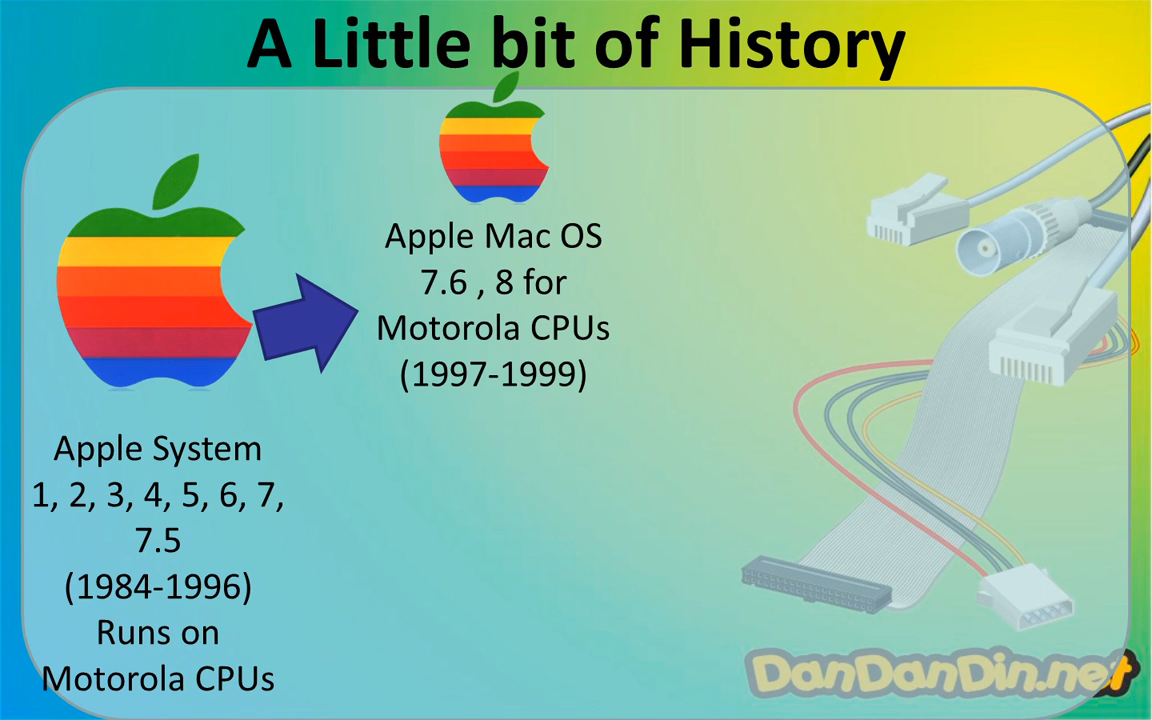 A Little bit of History
Apple System
1, 2, 3, 4, 5, 6, 7,
7.5
(1984-1996)
Runs on
Motorola CPUs
Apple Mac OS
7.6 , 8 for
Motorola CPUs
(1997-1999)
DanDanDin.net